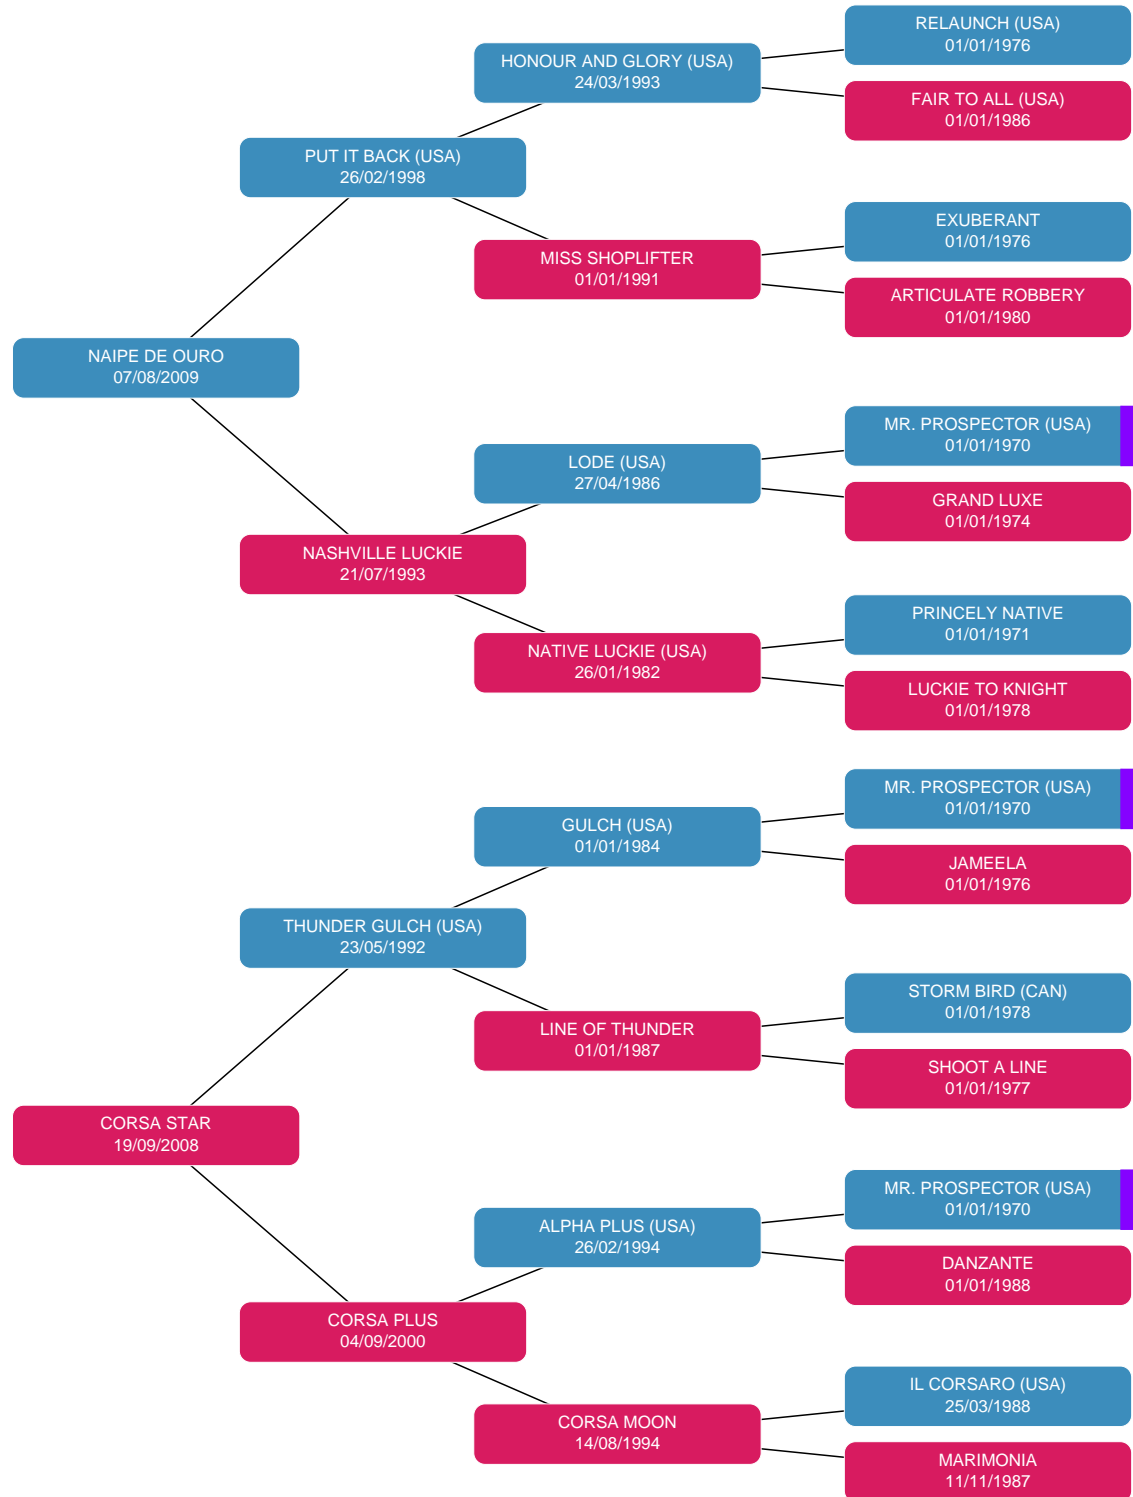 RELAUNCH (USA)
01/01/1976
HONOUR AND GLORY (USA)
24/03/1993
FAIR TO ALL (USA)
01/01/1986
PUT IT BACK (USA)
26/02/1998
EXUBERANT
01/01/1976
MISS SHOPLIFTER
01/01/1991
ARTICULATE ROBBERY
01/01/1980
NAIPE DE OURO
07/08/2009
MR. PROSPECTOR (USA)
01/01/1970
LODE (USA)
27/04/1986
GRAND LUXE
01/01/1974
NASHVILLE LUCKIE
21/07/1993
PRINCELY NATIVE
01/01/1971
NATIVE LUCKIE (USA)
26/01/1982
LUCKIE TO KNIGHT
01/01/1978
MR. PROSPECTOR (USA)
01/01/1970
GULCH (USA)
01/01/1984
JAMEELA
01/01/1976
THUNDER GULCH (USA)
23/05/1992
STORM BIRD (CAN)
01/01/1978
LINE OF THUNDER
01/01/1987
SHOOT A LINE
01/01/1977
CORSA STAR
19/09/2008
MR. PROSPECTOR (USA)
01/01/1970
ALPHA PLUS (USA)
26/02/1994
DANZANTE
01/01/1988
CORSA PLUS
04/09/2000
IL CORSARO (USA)
25/03/1988
CORSA MOON
14/08/1994
MARIMONIA
11/11/1987